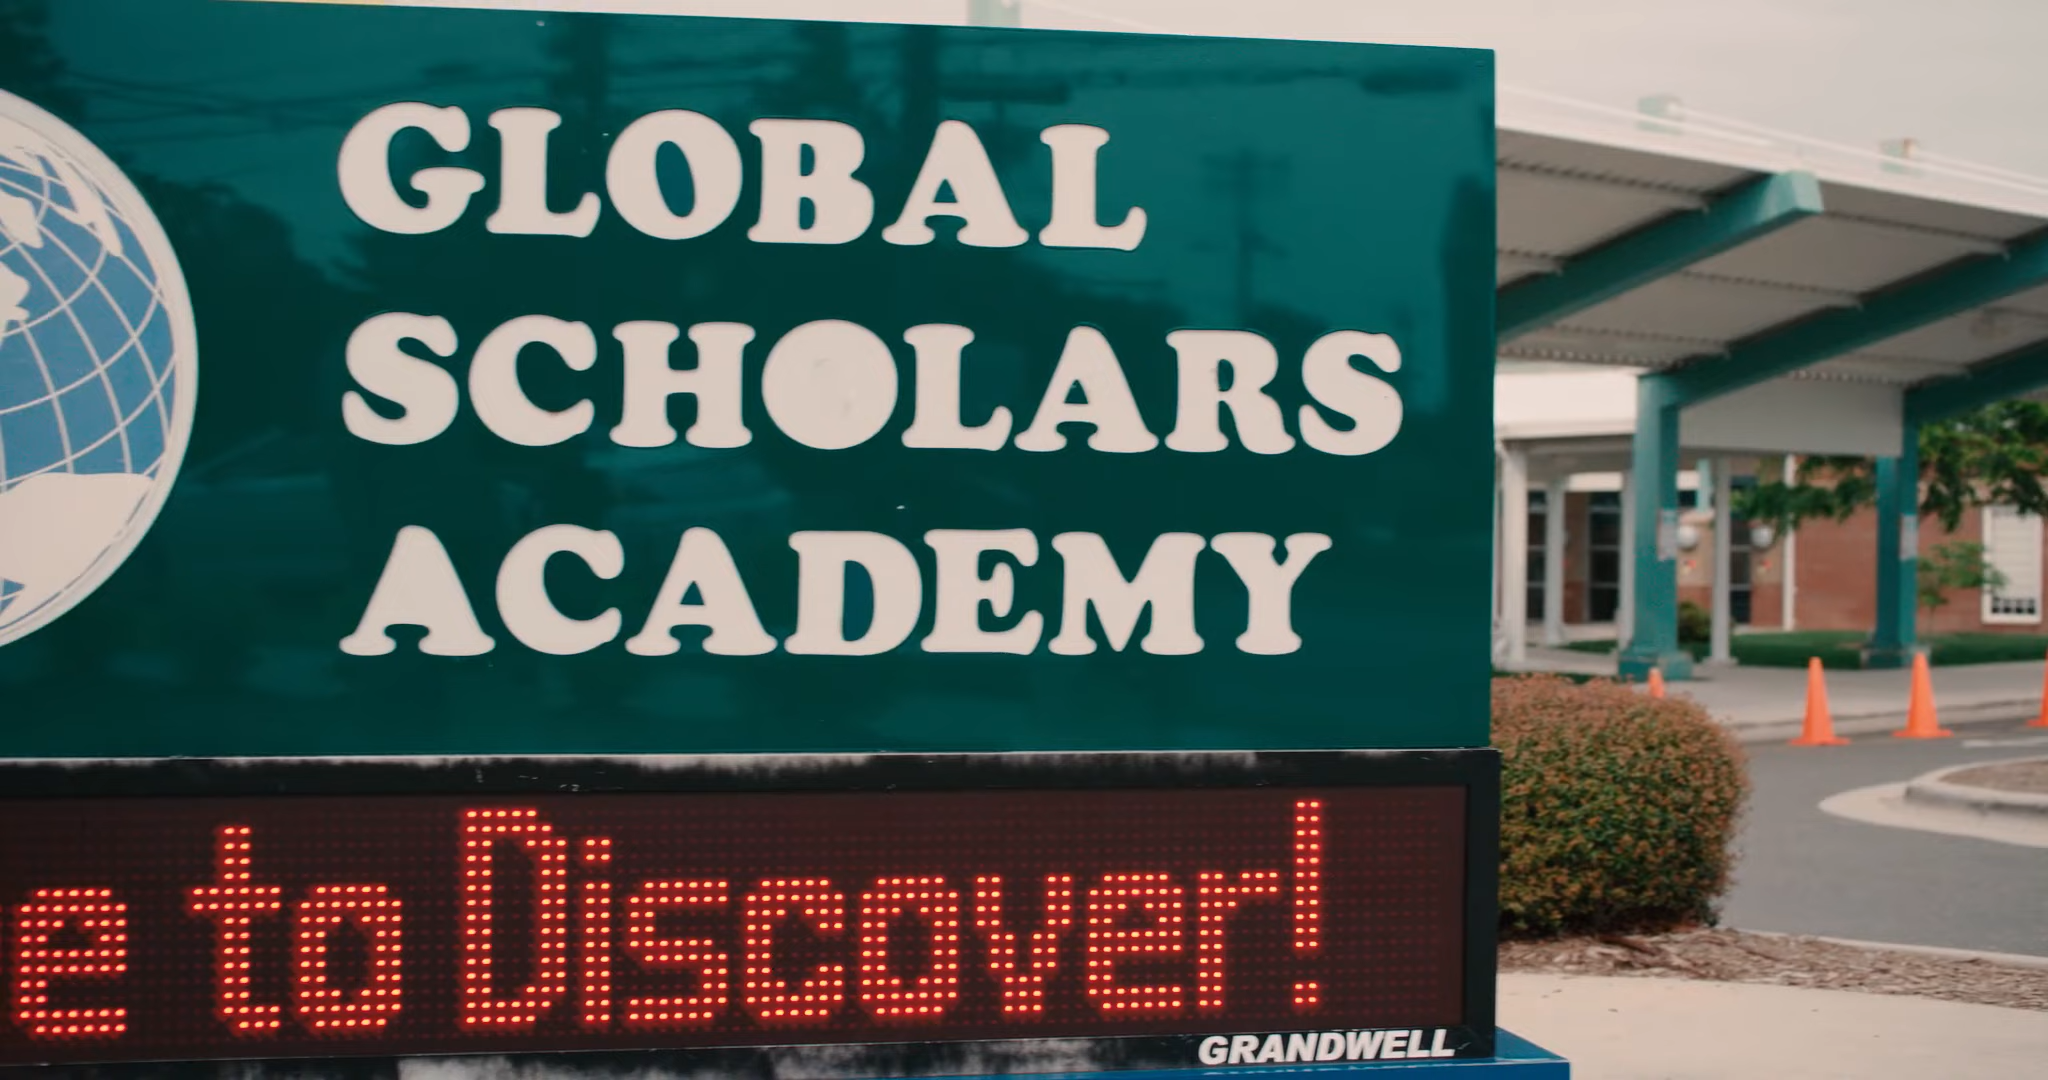 GLOBAL
SCHOLARS
ACADEMY
e to Discover!
GRANDWELL